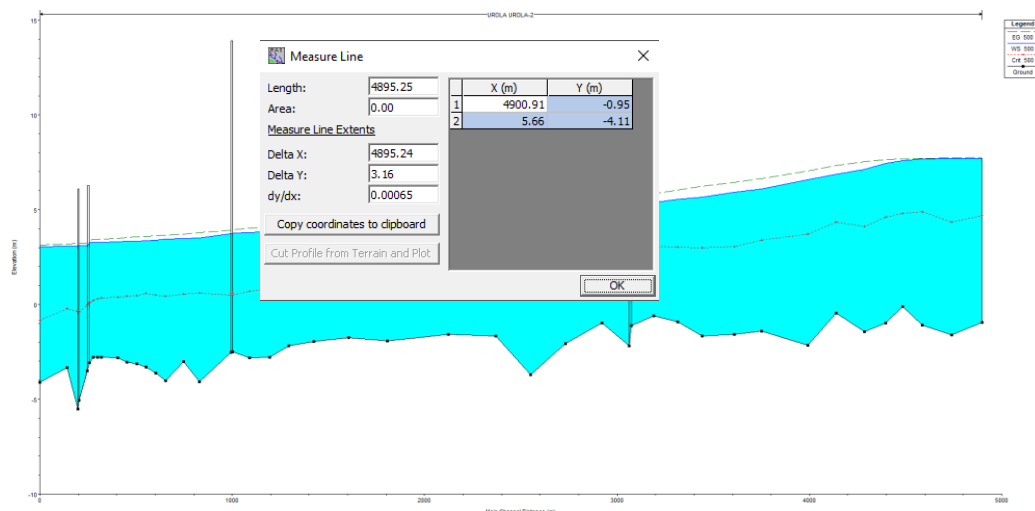 UROLA UROLA-2
Legend
EG 500
WS 500
Crit 500
Ground
Measure Line
Length: 4895.25
Area: 0.00
Measure Line Extents
Delta X: 4895.24
Delta Y: 3.16
dy/dx: 0.00065
Copy coordinates to clipboard
Cut Profile from Terrain and Plot
X (m) Y (m)
1 4900.91 -0.95
2 5.66 -4.11
OK
Elevation (m)
15
10
5
0
-5
-10
0 1000 2000 3000 4000 5000
Main Channel Distance (m)